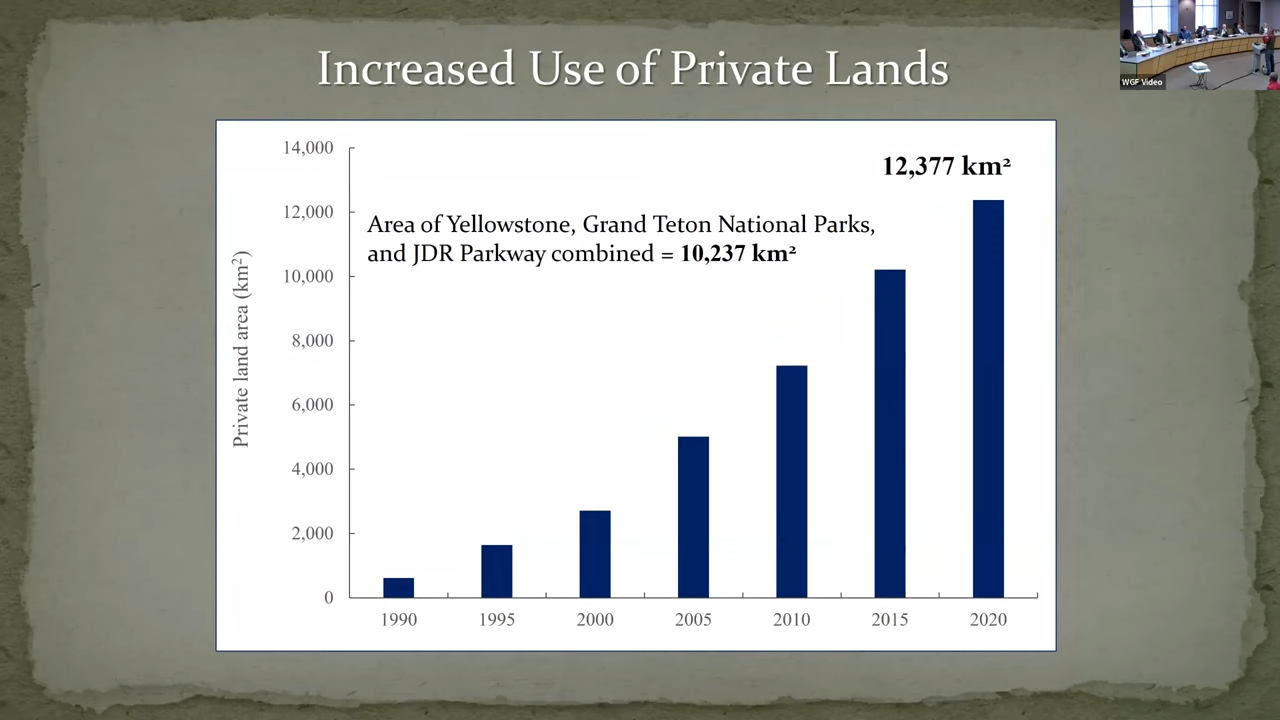 Increased Use of Private Lands
WGF Video
14,000
12,000
10,000
8,000
6,000
4,000
2,000
0
Private land area (km²)
12,377 km²
Area of Yellowstone, Grand Teton National Parks,
and JDR Parkway combined = 10,237 km²
1990 1995 2000 2005 2010 2015 2020